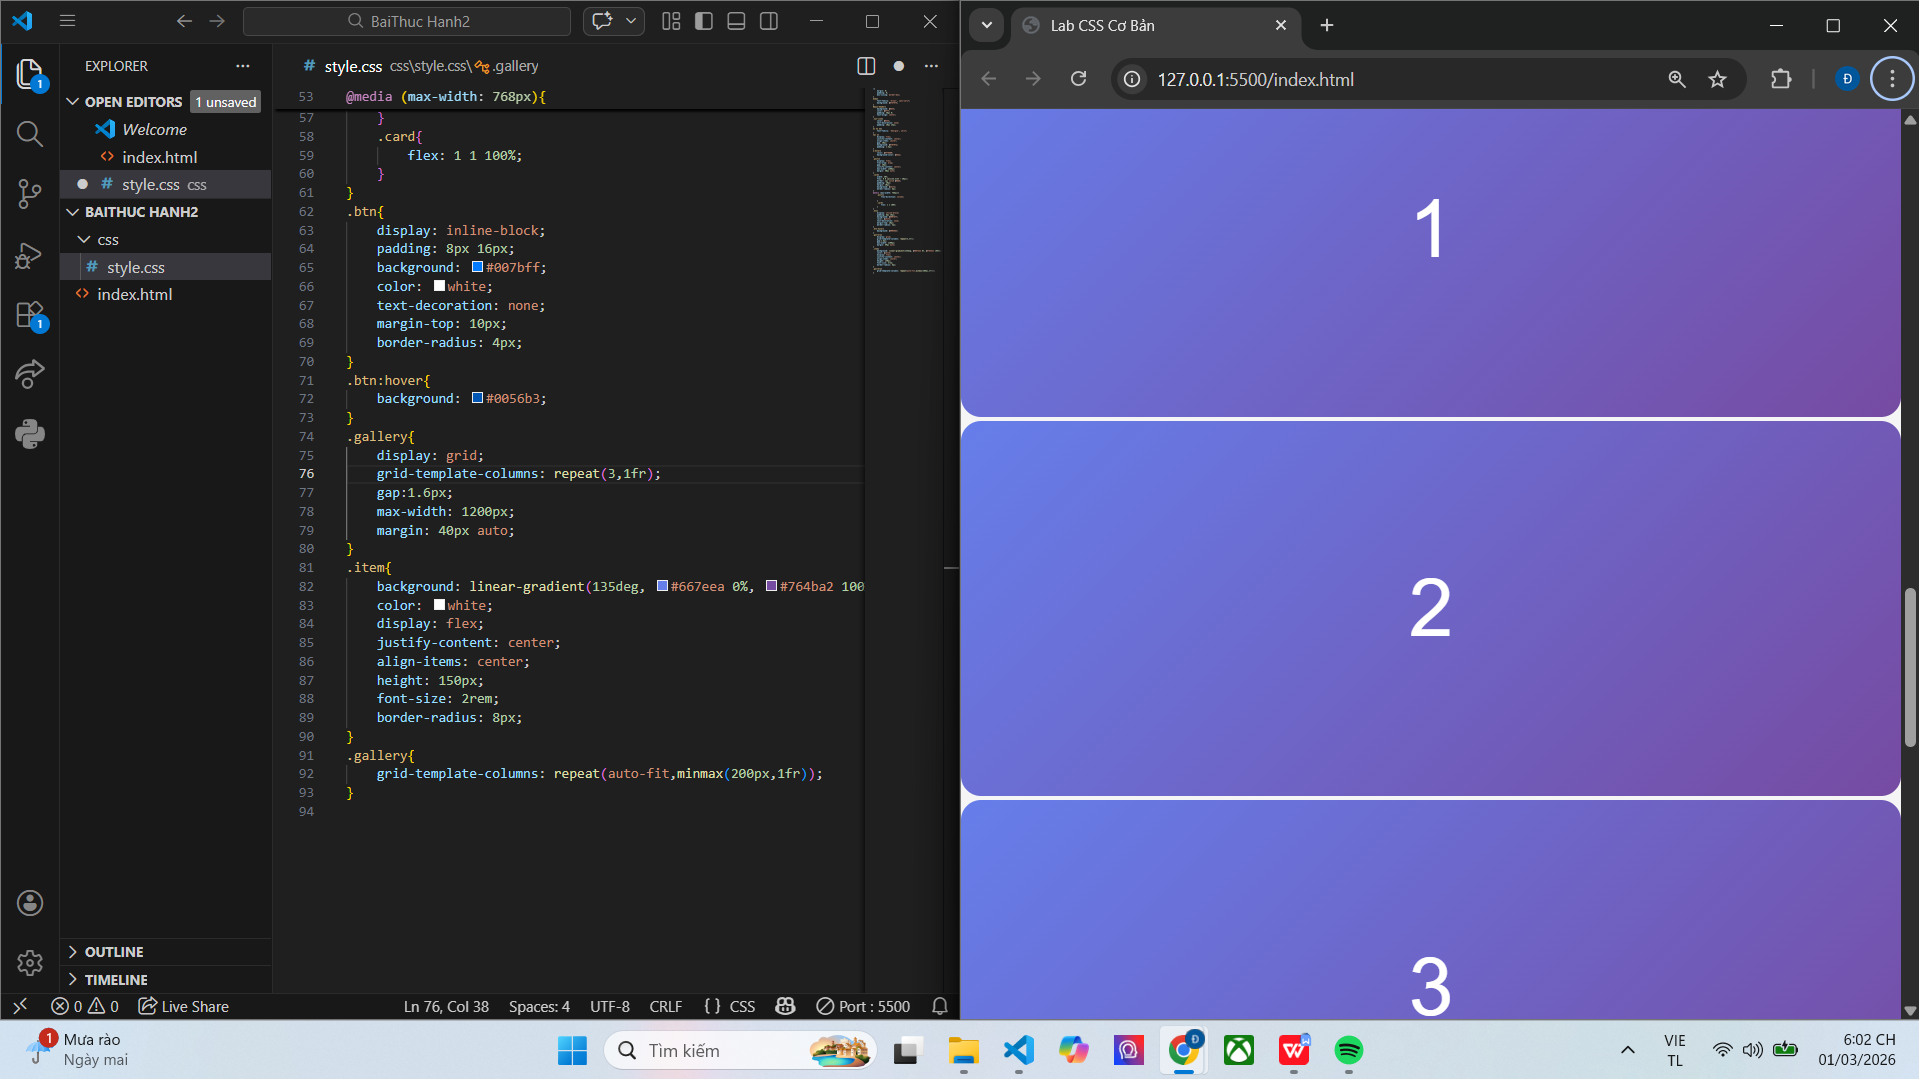 BaiThuc Hanh2
EXPLORER
OPEN EDITORS
1 unsaved
Welcome
index.html
style.css css
BAITHUC HANH2
css
style.css
index.html
OUTLINE
TIMELINE
1
1
style.css css\style.css\ .gallery
53 @media (max-width: 768px){
57 }
58 .card{
59 flex: 1 1 100%;
60 }
61 }
62 .btn{
63 display: inline-block;
64 padding: 8px 16px;
65 background: #007bff;
66 color: white;
67 text-decoration: none;
68 margin-top: 10px;
69 border-radius: 4px;
70 }
71 .btn:hover{
72 background: #0056b3;
73 }
74 .gallery{
75 display: grid;
76 grid-template-columns: repeat(3,1fr);
77 gap:1.6px;
78 max-width: 1200px;
79 margin: 40px auto;
80 }
81 .item{
82 background: linear-gradient(135deg, #667eea 0%, #764ba2 100
83 color: white;
84 display: flex;
85 justify-content: center;
86 align-items: center;
87 height: 150px;
88 font-size: 2rem;
89 border-radius: 8px;
90 }
91 .gallery{
92 grid-template-columns: repeat(auto-fit,minmax(200px,1fr));
93 }
94
0 0 Live Share
Ln 76, Col 38 Spaces: 4 UTF-8 CRLF {} CSS Port : 5500
Lab CSS Cơ Bản
127.0.0.1:5500/index.html
Đ
1
2
3
1
Mưa rào
Ngày mai
Tìm kiếm
Đ
VIE
TL
6:02 CH
01/03/2026